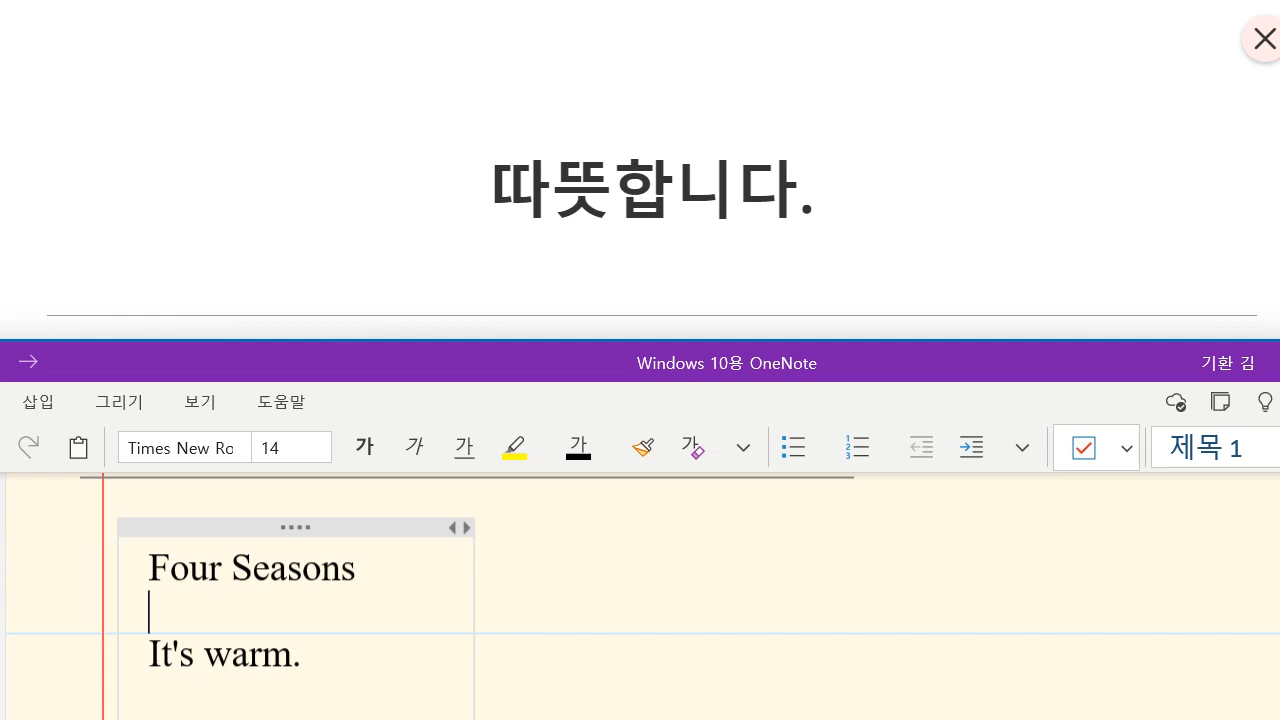 따뜻합니다.
Windows 10용 OneNote
기환 김
삽입 그리기 보기 도움말
Times New Ro 14 가 가 가 가 가 제목 1
Four Seasons
It's warm.